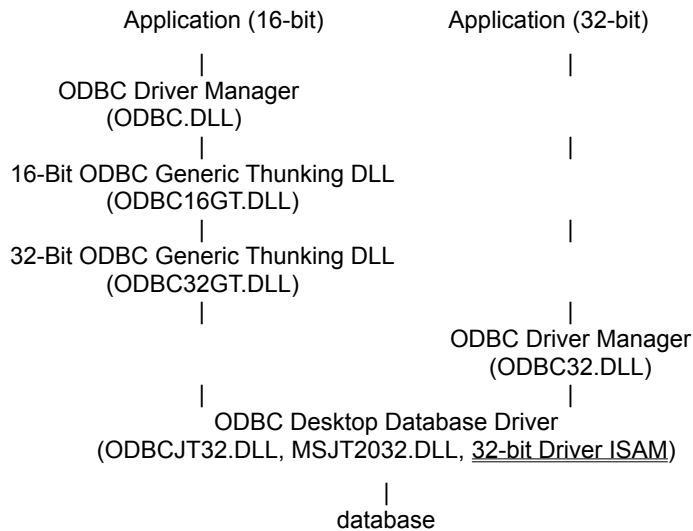 Application (16-bit) Application (32-bit)
| |
ODBC Driver Manager
(ODBC.DLL)
| |
16-Bit ODBC Generic Thunking DLL
(ODBC16GT.DLL)
| |
32-Bit ODBC Generic Thunking DLL
(ODBC32GT.DLL)
| |
ODBC Driver Manager
(ODBC32.DLL)
| |
ODBC Desktop Database Driver
(ODBCJT32.DLL, MSJT2032.DLL, 32-bit Driver ISAM)
|
database